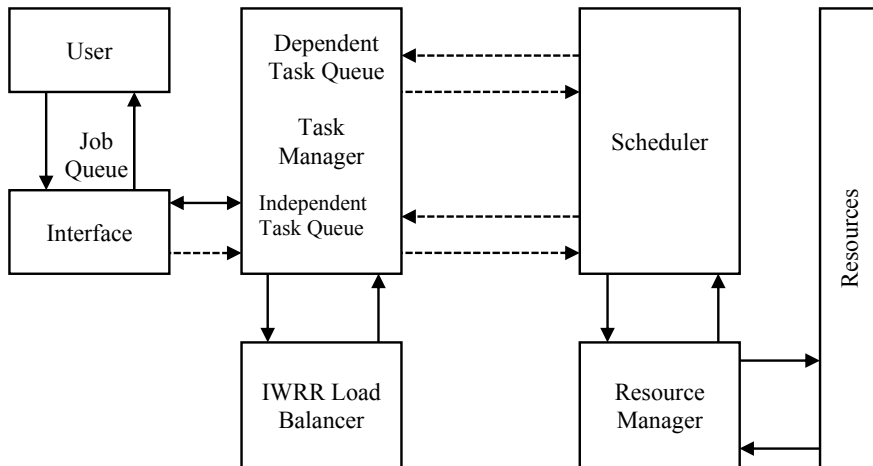 User
Job
Queue
Interface
Dependent
Task Queue
Task
Manager
Independent
Task Queue
IWRR Load
Balancer
Scheduler
Resource
Manager
Resources